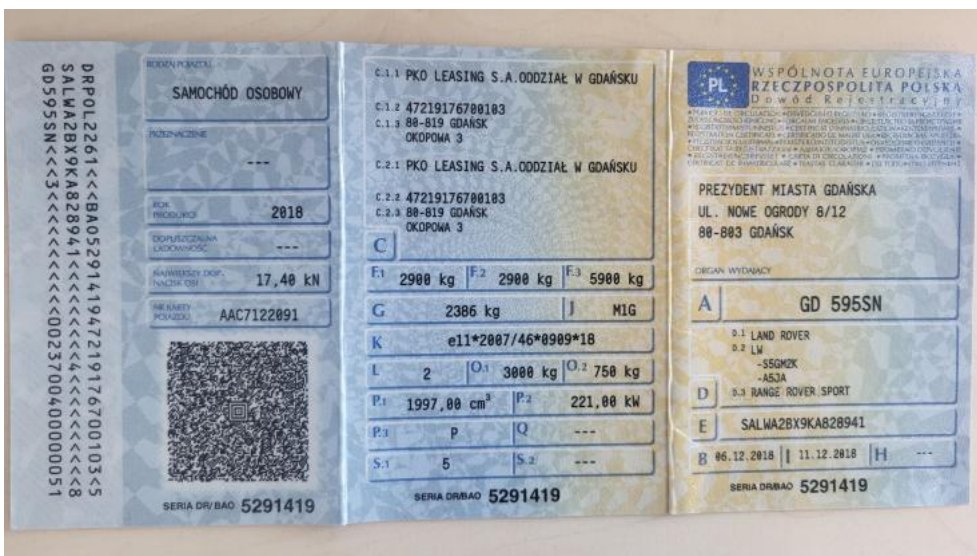 DRPOL2261<<<BAO52914194721917670010 3<5
SALWA2BX9KA828941<<<<<<<4<<<<<<<<8
GD595SN<<<3<<<<<<<<<<0023700400000051
RODZAJ POJAZDU
SAMOCHÓD OSOBOWY
PRZEZNACZENIE
---
ROK PRODUKCJI
2018
DOPUSZCZALNA ŁADOWNOŚĆ
---
NAJWIĘKSZY DOP. NACISK OSI
17,40 kN
NR KARTY POJAZDU
AAC7122091
SERIA DR/BAO 5291419
C.1.1 PKO LEASING S.A.ODDZIAŁ W GDAŃSKU
C.1.2 47219176700103
C.1.3 80-819 GDAŃSK
OKOPOWA 3
C.2.1 PKO LEASING S.A.ODDZIAŁ W GDAŃSKU
C.2.2 47219176700103
C.2.3 80-819 GDAŃSK
OKOPOWA 3
C
F.1 2900 kg F.2 2900 kg F.3 5900 kg
G 2386 kg J M1G
K e11*2007/46*0909*18
L 2 O.1 3000 kg O.2 750 kg
P.1 1997,00 cm³ P.2 221,00 kW
P.3 P Q ---
S.1 5 S.2 ---
SERIA DR/BAO 5291419
PL
WSPÓLNOTA EUROPEJSKA
RZECZPOSPOLITA POLSKA
Dowód Rejestracyjny
PREZYDENT MIASTA GDAŃSKA
UL. NOWE OGRODY 8/12
80-803 GDAŃSK
ORGAN WYDAJĄCY
A GD 595SN
D.1 LAND ROVER
D.2 LW
-S5GM2K
-A5JA
D D.3 RANGE ROVER SPORT
E SALWA2BX9KA828941
B 06.12.2018 I 11.12.2018 H ---
SERIA DR/BAO 5291419